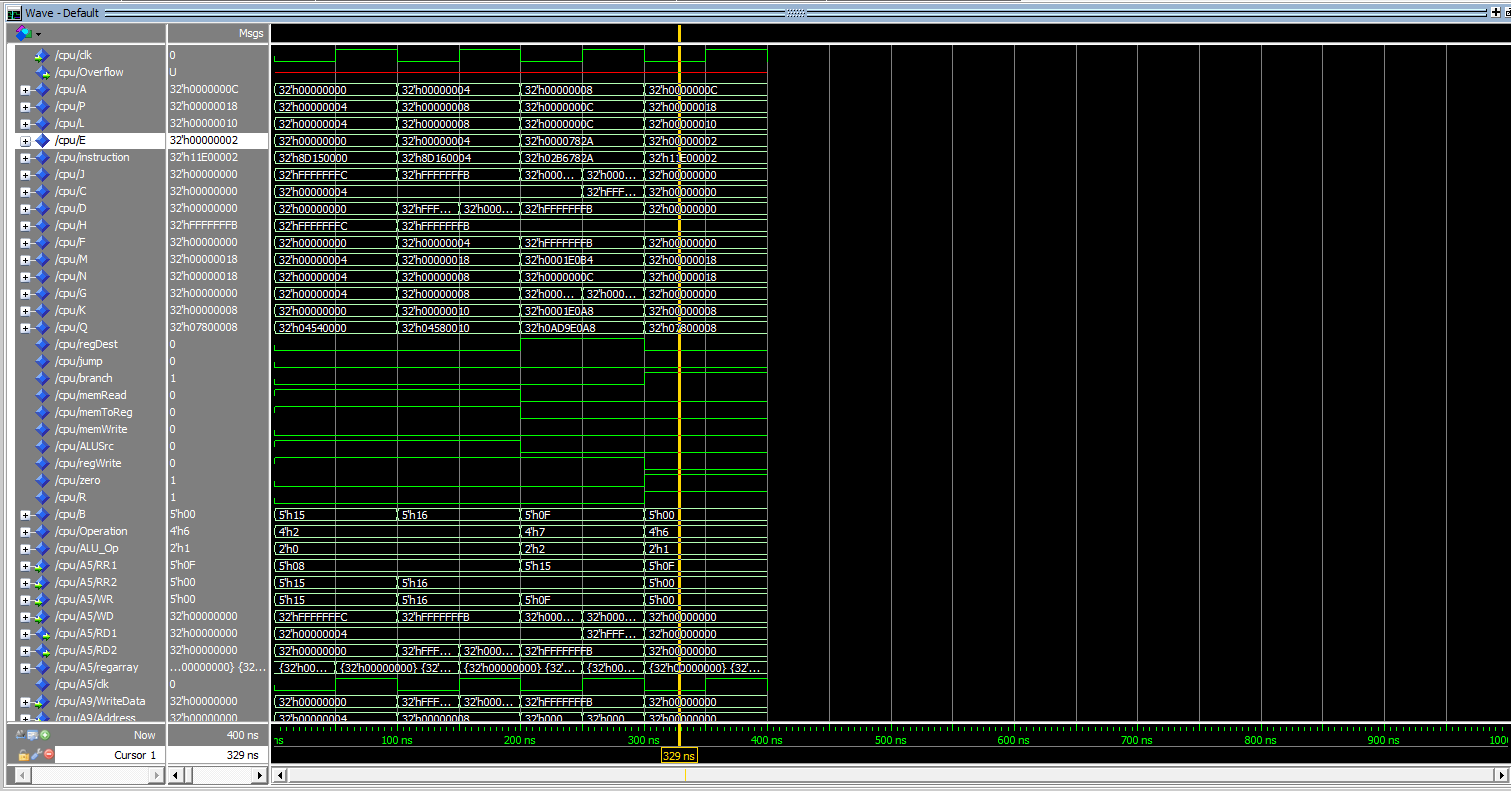 Wave - Default
Msgs
/cpu/clk 0
/cpu/Overflow U
/cpu/A 32'h0000000C 32'h00000000 32'h00000004 32'h00000008 32'h0000000C
/cpu/P 32'h00000018 32'h00000004 32'h00000008 32'h0000000C 32'h00000018
/cpu/L 32'h00000010 32'h00000004 32'h00000008 32'h0000000C 32'h00000010
/cpu/E 32'h00000002 32'h00000000 32'h00000004 32'h0000782A 32'h00000002
/cpu/instruction 32'h11E00002 32'h8D150000 32'h8D160004 32'h02B6782A 32'h11E00002
/cpu/J 32'h00000000 32'hFFFFFFFC 32'hFFFFFFFB 32'h000... 32'h000... 32'h00000000
/cpu/C 32'h00000000 32'h00000004 32'hFFF... 32'h00000000
/cpu/D 32'h00000000 32'h00000000 32'hFFF... 32'h000... 32'hFFFFFFFB 32'h00000000
/cpu/H 32'hFFFFFFFB 32'hFFFFFFFC 32'hFFFFFFFB
/cpu/F 32'h00000000 32'h00000000 32'h00000004 32'hFFFFFFFB 32'h00000000
/cpu/M 32'h00000018 32'h00000004 32'h00000018 32'h0001E0B4 32'h00000018
/cpu/N 32'h00000018 32'h00000004 32'h00000008 32'h0000000C 32'h00000018
/cpu/G 32'h00000000 32'h00000004 32'h00000008 32'h000... 32'h000... 32'h00000000
/cpu/K 32'h00000008 32'h00000000 32'h00000010 32'h0001E0A8 32'h00000008
/cpu/Q 32'h07800008 32'h04540000 32'h04580010 32'h0AD9E0A8 32'h07800008
/cpu/regDest 0
/cpu/jump 0
/cpu/branch 1
/cpu/memRead 0
/cpu/memToReg 0
/cpu/memWrite 0
/cpu/ALUSrc 0
/cpu/regWrite 0
/cpu/zero 1
/cpu/R 1
/cpu/B 5'h00 5'h15 5'h16 5'h0F 5'h00
/cpu/Operation 4'h6 4'h2 4'h7 4'h6
/cpu/ALU_Op 2'h1 2'h0 2'h2 2'h1
/cpu/A5/RR1 5'h0F 5'h08 5'h15 5'h0F
/cpu/A5/RR2 5'h00 5'h15 5'h16 5'h00
/cpu/A5/WR 5'h00 5'h15 5'h16 5'h0F 5'h00
/cpu/A5/WD 32'h00000000 32'hFFFFFFFC 32'hFFFFFFFB 32'h000... 32'h000... 32'h00000000
/cpu/A5/RD1 32'h00000000 32'h00000004 32'hFFF... 32'h00000000
/cpu/A5/RD2 32'h00000000 32'h00000000 32'hFFF... 32'h000... 32'hFFFFFFFB 32'h00000000
/cpu/A5/regarray ...00000000} {32... {32'h00... {32'h00000000} {32'... {32'h00000000} {32'... {32'h00... {32'h00000000} {32'...
/cpu/A5/clk 0
/cpu/A9/WriteData 32'h00000000 32'h00000000 32'hFFF... 32'h000... 32'hFFFFFFFB 32'h00000000
/cpu/A9/Address 32'h00000000 32'h00000004 32'h00000008 32'h000... 32'h000... 32'h00000000
Now 400 ns ns 100 ns 200 ns 300 ns 400 ns 500 ns 600 ns 700 ns 800 ns 900 ns 1000
Cursor 1 329 ns 329 ns